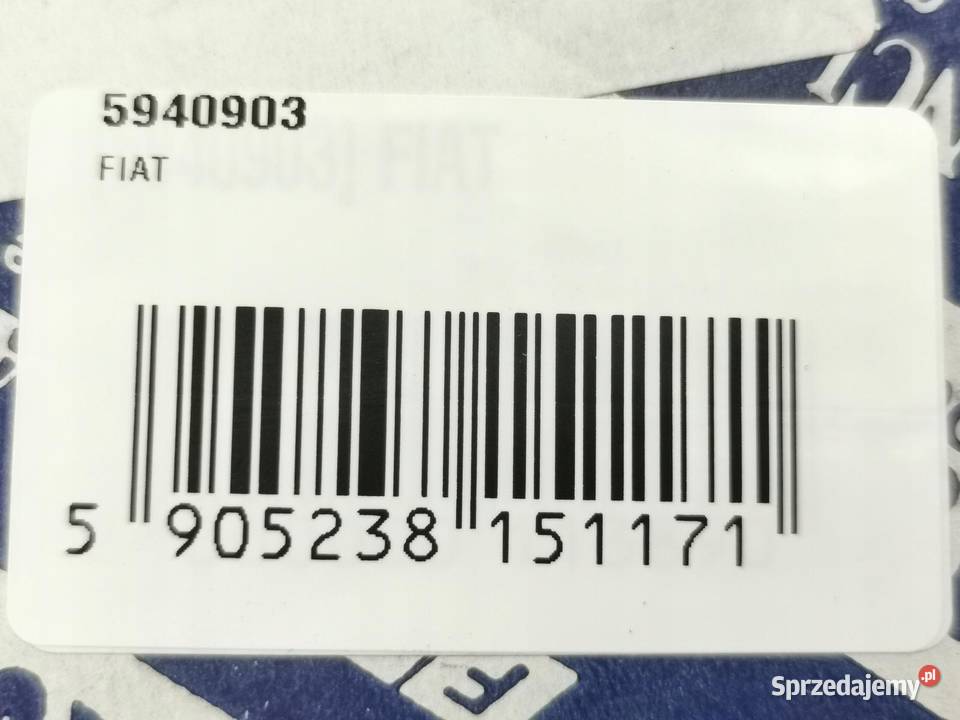 5940903
FIAT
5 905238 151171
F
Sprzedajemy.pl